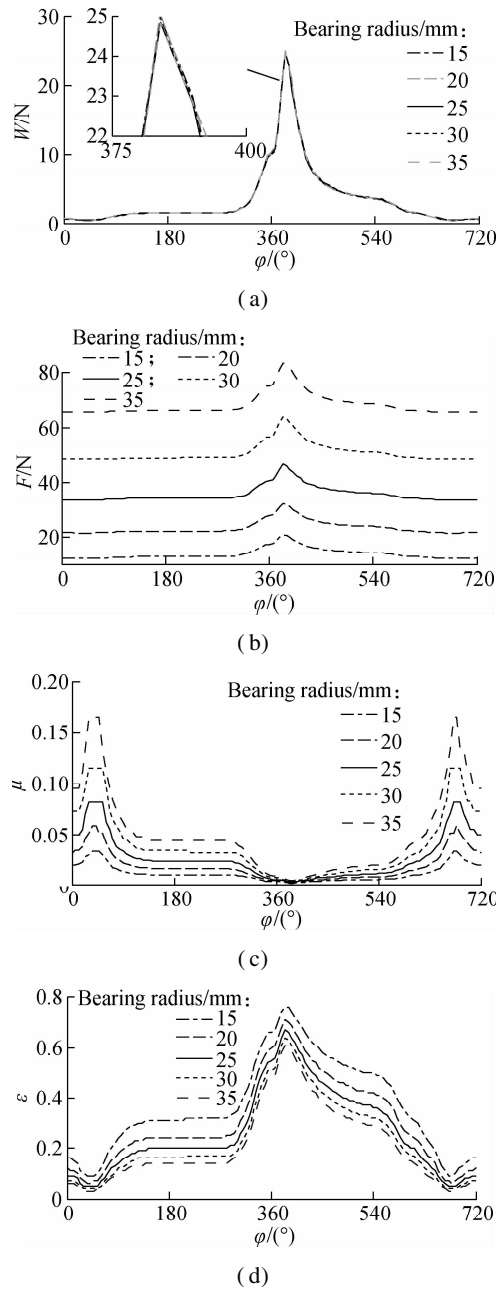 Bearing radius/mm:
15
20
25
30
35
W/N
30
20
10
0
25
24
23
22
375
400
0 180 360 540 720
φ/(°)
(a)
Bearing radius/mm:
15; 20
25; 30
35
F/N
80
60
40
20
0 180 360 540 720
φ/(°)
(b)
Bearing radius/mm:
15
20
25
30
35
μ
0.20
0.15
0.10
0.05
0
0 180 360 540 720
φ/(°)
(c)
Bearing radius/mm:
15
20
25
30
35
ε
0.8
0.6
0.4
0.2
0
0 180 360 540 720
φ/(°)
(d)